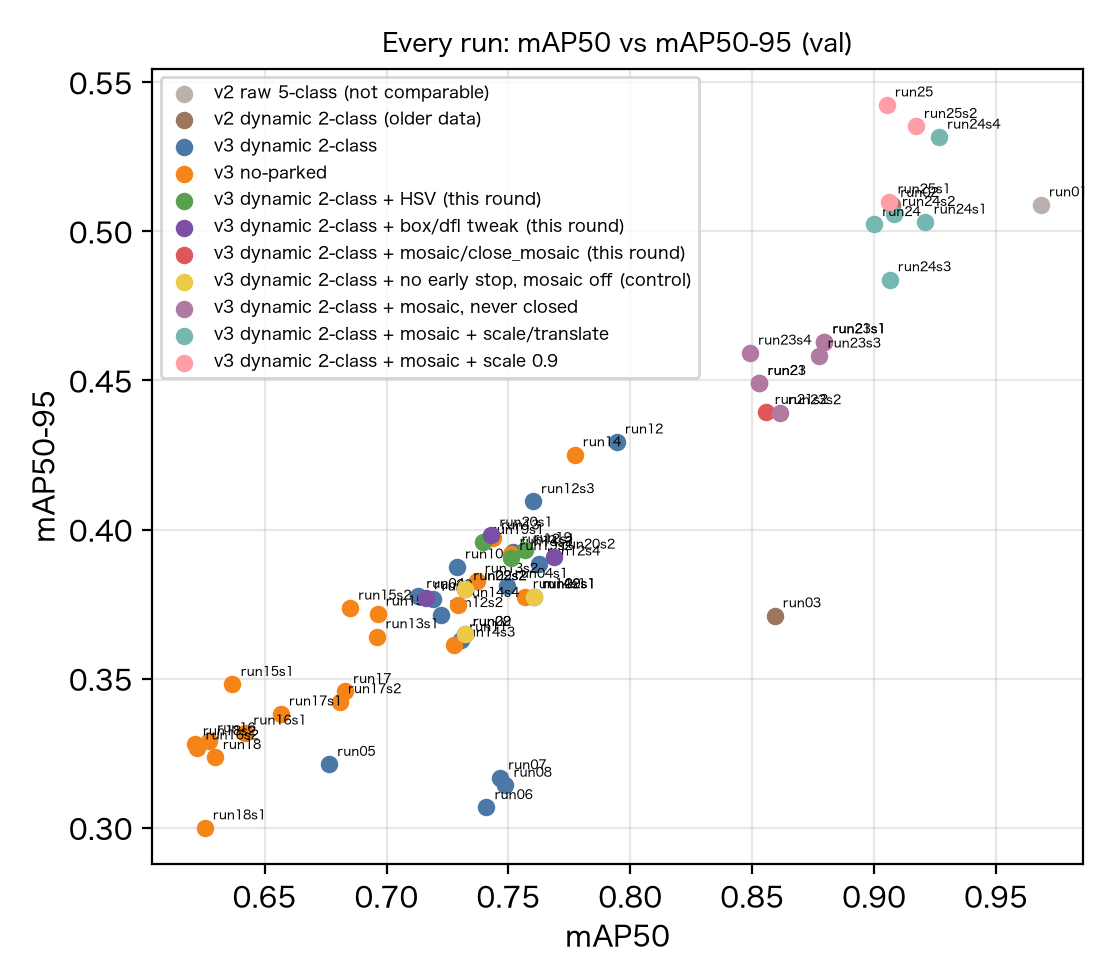 Every run: mAP50 vs mAP50-95 (val)
v2 raw 5-class (not comparable)
v2 dynamic 2-class (older data)
v3 dynamic 2-class
v3 no-parked
v3 dynamic 2-class + HSV (this round)
v3 dynamic 2-class + box/dfl tweak (this round)
v3 dynamic 2-class + mosaic/close_mosaic (this round)
v3 dynamic 2-class + no early stop, mosaic off (control)
v3 dynamic 2-class + mosaic, never closed
v3 dynamic 2-class + mosaic + scale/translate
v3 dynamic 2-class + mosaic + scale 0.9
run25
run25s2
run24s4
run01
run25s1
run24s2
run24
run24s1
run24s3
run23s1
run23s4
run23s3
run23
run12
run14
run12s3
run20s1
run20s2
run12s4
run10
run13s2
run04s1
run15s2
run14s4
run12s2
run13s1
run14s3
run03
run15s1
run17
run17s2
run17s1
run16s1
run18
run05
run07
run08
run06
run18s1
0.55
0.50
0.45
0.40
0.35
0.30
mAP50-95
0.65
0.70
0.75
0.80
0.85
0.90
0.95
mAP50